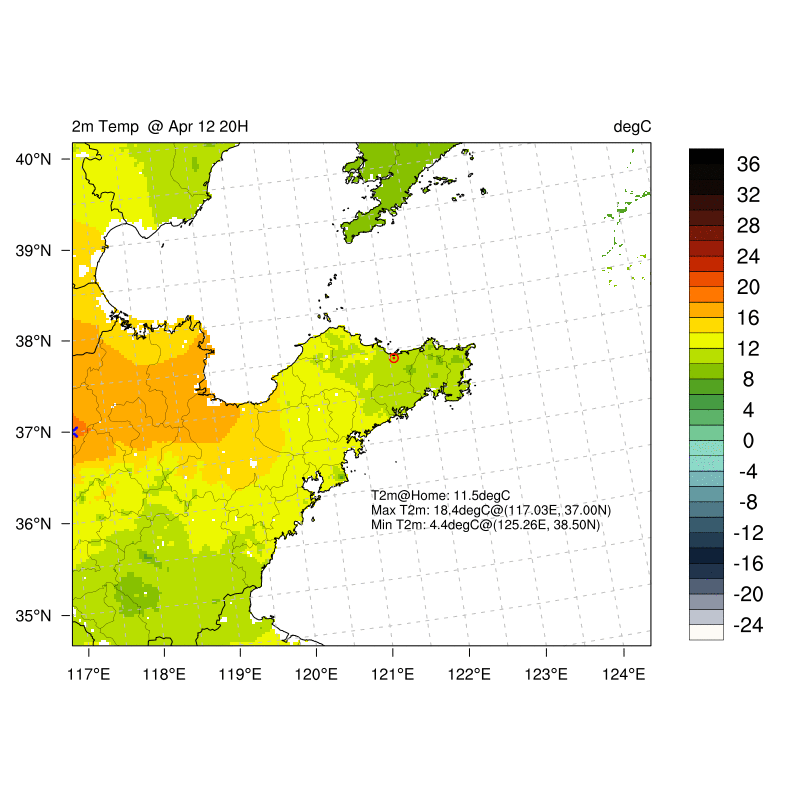 2m Temp @ Apr 12 20H
degC
40°N
39°N
38°N
37°N
36°N
35°N
117°E
118°E
119°E
120°E
121°E
122°E
123°E
124°E
T2m@Home: 11.5degC
Max T2m: 18.4degC@(117.03E, 37.00N)
Min T2m: 4.4degC@(125.26E, 38.50N)
36
32
28
24
20
16
12
8
4
0
-4
-8
-12
-16
-20
-24